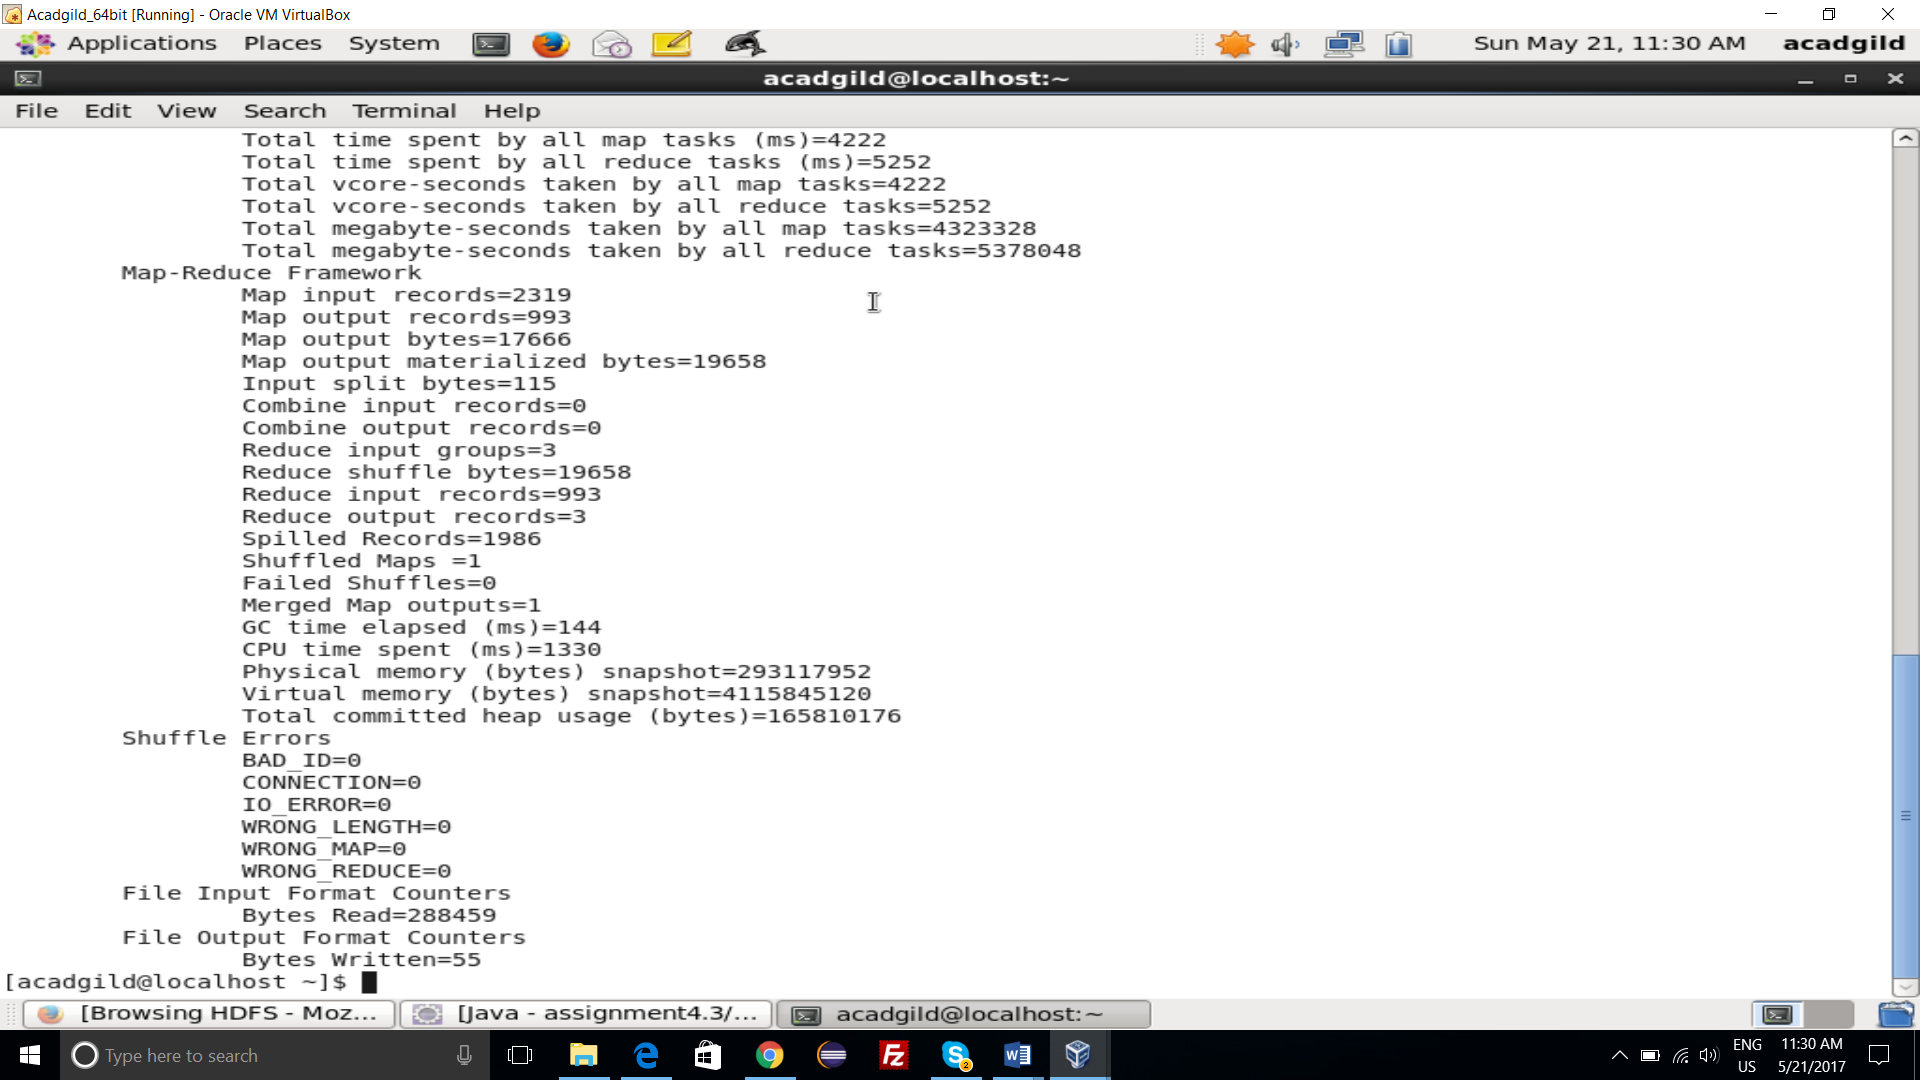 Acadgild_64bit [Running] - Oracle VM VirtualBox
Applications Places System Sun May 21, 11:30 AM acadgild
acadgild@localhost:~
File Edit View Search Terminal Help
Total time spent by all map tasks (ms)=4222
Total time spent by all reduce tasks (ms)=5252
Total vcore-seconds taken by all map tasks=4222
Total vcore-seconds taken by all reduce tasks=5252
Total megabyte-seconds taken by all map tasks=4323328
Total megabyte-seconds taken by all reduce tasks=5378048
Map-Reduce Framework
Map input records=2319
Map output records=993
Map output bytes=17666
Map output materialized bytes=19658
Input split bytes=115
Combine input records=0
Combine output records=0
Reduce input groups=3
Reduce shuffle bytes=19658
Reduce input records=993
Reduce output records=3
Spilled Records=1986
Shuffled Maps =1
Failed Shuffles=0
Merged Map outputs=1
GC time elapsed (ms)=144
CPU time spent (ms)=1330
Physical memory (bytes) snapshot=293117952
Virtual memory (bytes) snapshot=4115845120
Total committed heap usage (bytes)=165810176
Shuffle Errors
BAD_ID=0
CONNECTION=0
IO_ERROR=0
WRONG_LENGTH=0
WRONG_MAP=0
WRONG_REDUCE=0
File Input Format Counters
Bytes Read=288459
File Output Format Counters
Bytes Written=55
[acadgild@localhost ~]$
[Browsing HDFS - Moz... [Java - assignment4.3/... acadgild@localhost:~
Type here to search ENG 11:30 AM
US 5/21/2017